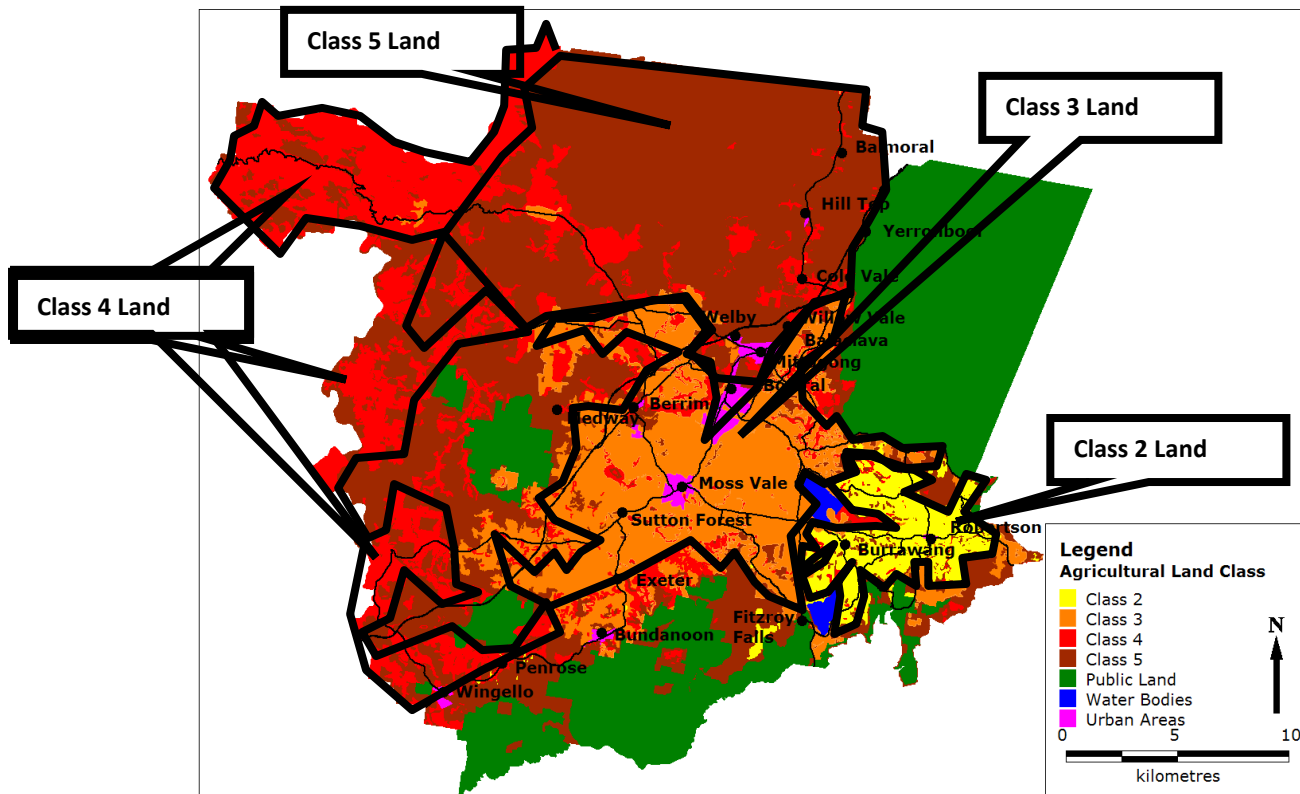 Class 5 Land
Class 3 Land
Balmoral
Hill Top
Yerrinbool
Class 4 Land
Colo Vale
Welby
Willow Vale
Balaclava
Mittagong
Bowral
Berrima
Medway
Class 2 Land
Moss Vale
Sutton Forest
Robertson
Burrawang
Exeter
Fitzroy
Falls
Bundanoon
Penrose
Wingello
Legend
Agricultural Land Class
Class 2
Class 3
Class 4
Class 5
Public Land
Water Bodies
Urban Areas
N
0 5 10
kilometres